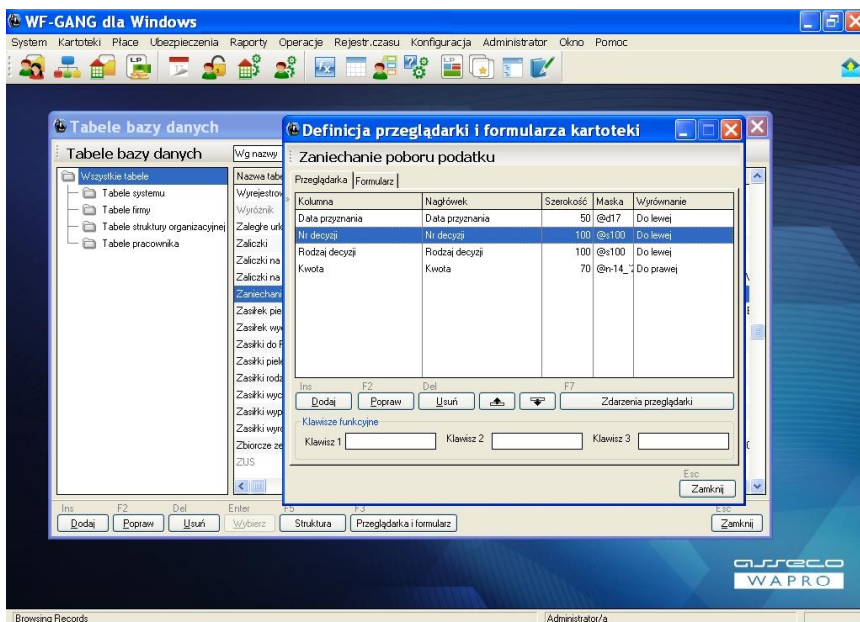 WF-GANG dla Windows
System Kartoteki Płace Ubezpieczenia Raporty Operacje Rejestr.czasu Konfiguracja Administrator Okno Pomoc
Tabele bazy danych
Tabele bazy danych
Wg nazwy
Wszystkie tabele
Tabele systemu
Tabele firmy
Tabele struktury organizacyjnej
Tabele pracownika
Nazwa tabe
Wyrejestrow
Wyróżnik
Zaległe urlo
Zaliczki
Zaliczki na
Zaliczki na
Zaniechani
Zasiłek pie
Zasiłek wy
Zasiłki do
Zasiłki piel
Zasiłki rodz
Zasiłki wyc
Zasiłki wyp
Zasiłki wyr
Zbiorcze ze
ZUS
Ins F2 Del Enter F5 F3 Esc
Dodaj Popraw Usuń Wybierz Struktura Przeglądarka i formularz Zamknij
Definicja przeglądarki i formularza kartoteki
Zaniechanie poboru podatku
Przeglądarka Formularz
Kolumna Nagłówek Szerokość Maska Wyrównanie
Data przyznania Data przyznania 50 @d17 Do lewej
Nr decyzji Nr decyzji 100 @s100 Do lewej
Rodzaj decyzji Rodzaj decyzji 100 @s100 Do lewej
Kwota Kwota 70 @n-14_'2 Do prawej
Ins F2 Del F7
Dodaj Popraw Usuń Zdarzenia przeglądarki
Klawisze funkcyjne
Klawisz 1 Klawisz 2 Klawisz 3
Esc
Zamknij
asseco
WAPRO
Browsing Records Administrator/a